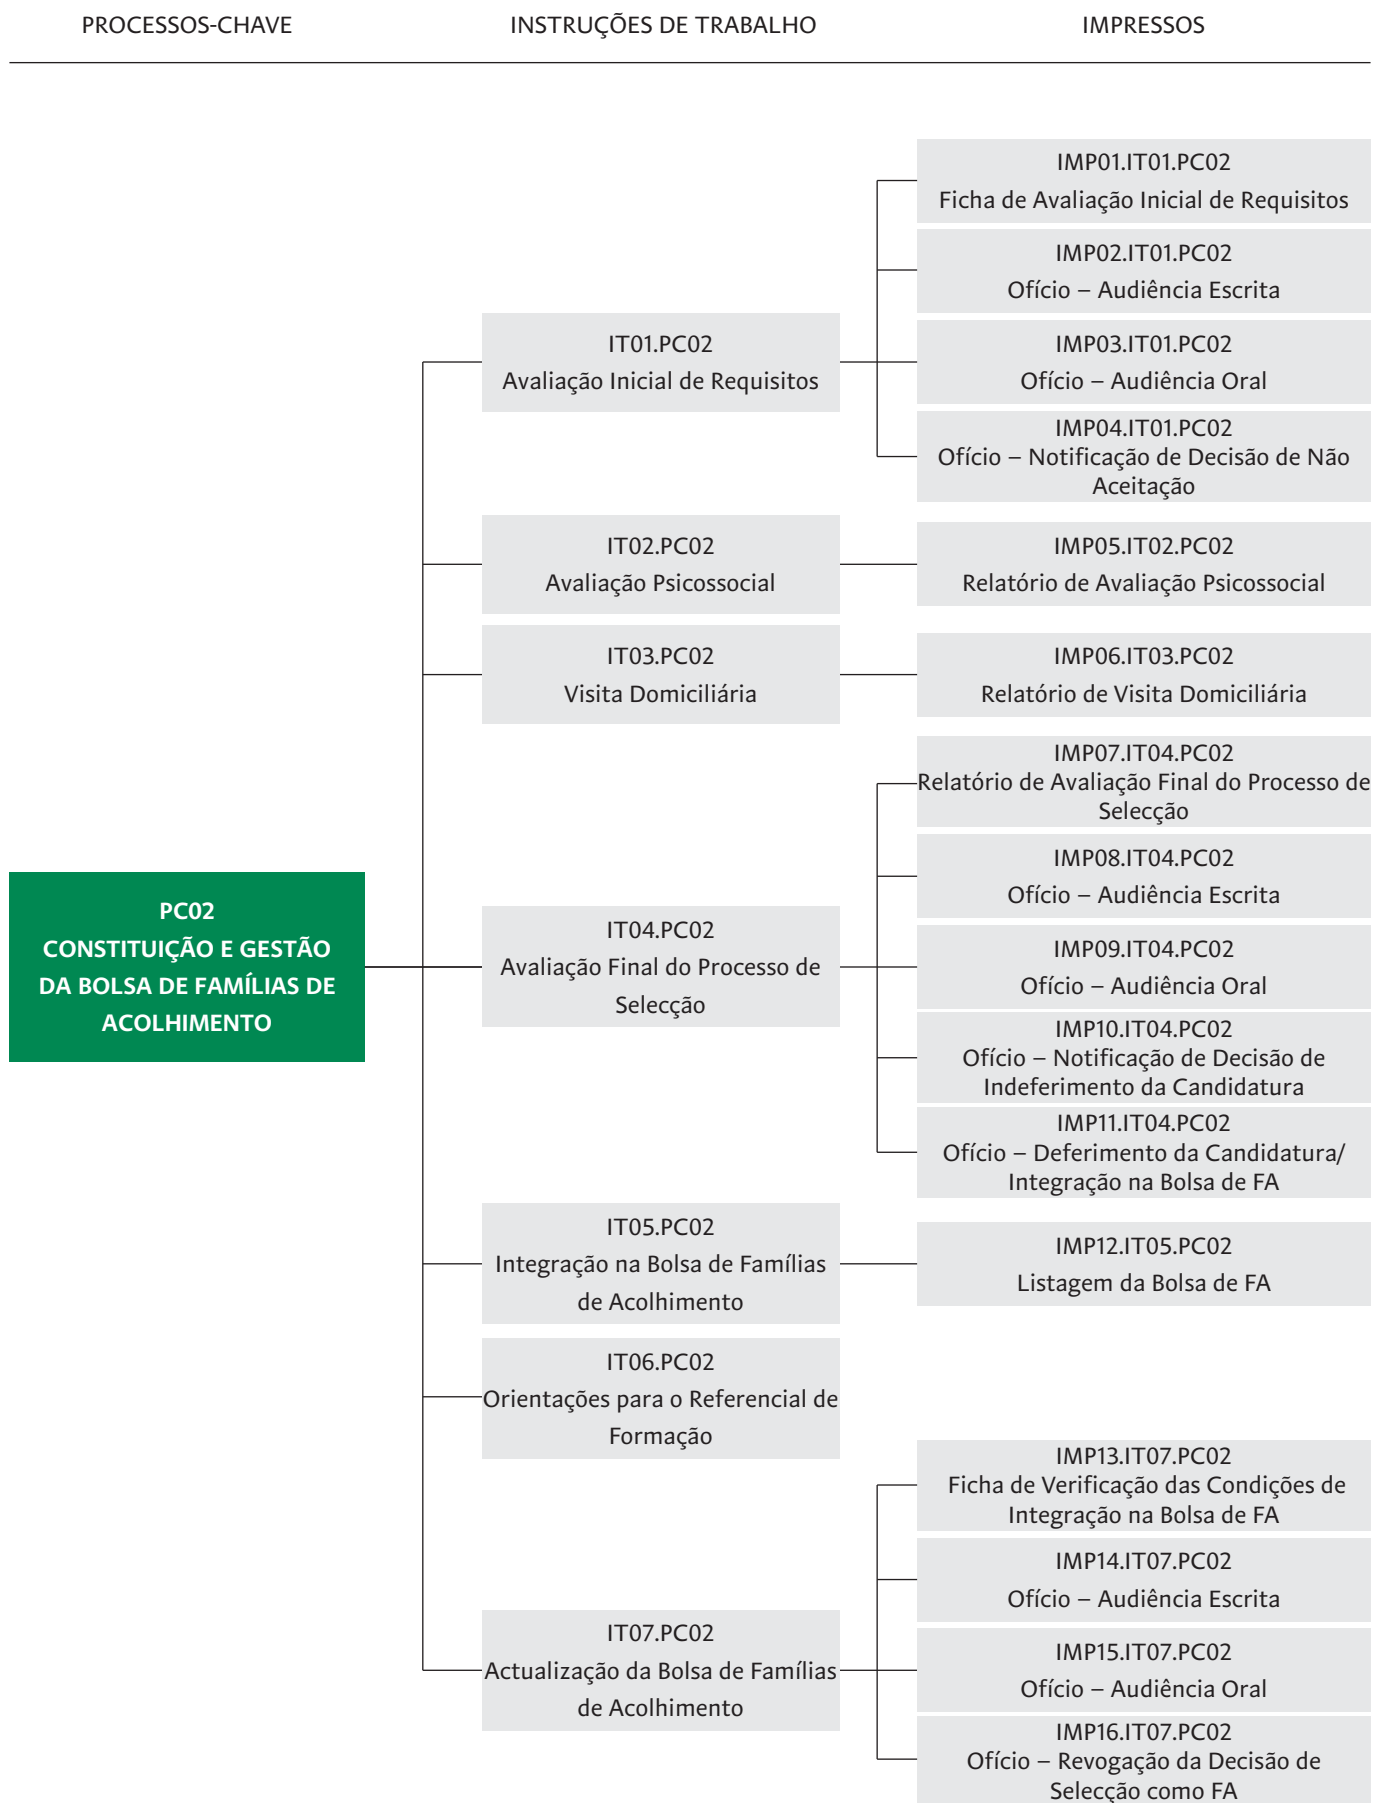 PROCESSOS-CHAVE
INSTRUÇÕES DE TRABALHO
IMPRESSOS
PC02
CONSTITUIÇÃO E GESTÃO
DA BOLSA DE FAMÍLIAS DE
ACOLHIMENTO
IT01.PC02
Avaliação Inicial de Requisitos
IMP01.IT01.PC02
Ficha de Avaliação Inicial de Requisitos
IMP02.IT01.PC02
Ofício – Audiência Escrita
IMP03.IT01.PC02
Ofício – Audiência Oral
IMP04.IT01.PC02
Ofício – Notificação de Decisão de Não
Aceitação
IT02.PC02
Avaliação Psicossocial
IMP05.IT02.PC02
Relatório de Avaliação Psicossocial
IT03.PC02
Visita Domiciliária
IMP06.IT03.PC02
Relatório de Visita Domiciliária
IT04.PC02
Avaliação Final do Processo de
Selecção
IMP07.IT04.PC02
Relatório de Avaliação Final do Processo de
Selecção
IMP08.IT04.PC02
Ofício – Audiência Escrita
IMP09.IT04.PC02
Ofício – Audiência Oral
IMP10.IT04.PC02
Ofício – Notificação de Decisão de
Indeferimento da Candidatura
IMP11.IT04.PC02
Ofício – Deferimento da Candidatura/
Integração na Bolsa de FA
IT05.PC02
Integração na Bolsa de Famílias
de Acolhimento
IMP12.IT05.PC02
Listagem da Bolsa de FA
IT06.PC02
Orientações para o Referencial de
Formação
IT07.PC02
Actualização da Bolsa de Famílias
de Acolhimento
IMP13.IT07.PC02
Ficha de Verificação das Condições de
Integração na Bolsa de FA
IMP14.IT07.PC02
Ofício – Audiência Escrita
IMP15.IT07.PC02
Ofício – Audiência Oral
IMP16.IT07.PC02
Ofício – Revogação da Decisão de
Selecção como FA